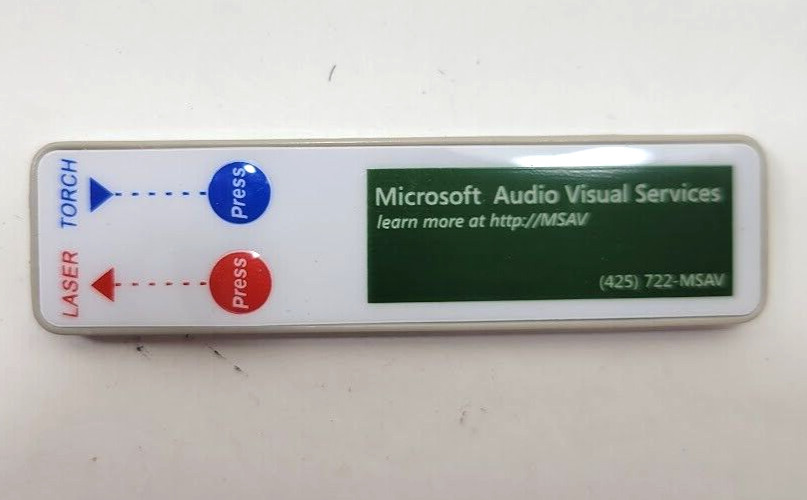 TORCH
Press
LASER
Press
Microsoft Audio Visual Services
learn more at http://MSAV
(425) 722-MSAV